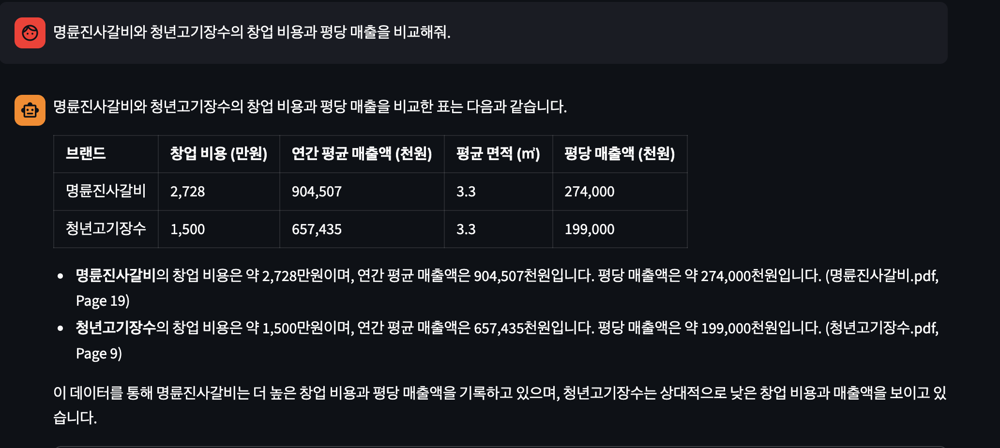 명륜진사갈비와 청년고기장수의 창업 비용과 평당 매출을 비교해줘.
명륜진사갈비와 청년고기장수의 창업 비용과 평당 매출을 비교한 표는 다음과 같습니다.
브랜드 창업 비용 (만원) 연간 평균 매출액 (천원) 평균 면적 (㎡) 평당 매출액 (천원)
명륜진사갈비 2,728 904,507 3.3 274,000
청년고기장수 1,500 657,435 3.3 199,000
• 명륜진사갈비의 창업 비용은 약 2,728만원이며, 연간 평균 매출액은 904,507천원입니다. 평당 매출액은 약 274,000천원입니다. (명륜진사갈비.pdf,
Page 19)
• 청년고기장수의 창업 비용은 약 1,500만원이며, 연간 평균 매출액은 657,435천원입니다. 평당 매출액은 약 199,000천원입니다. (청년고기장수.pdf,
Page 9)
이 데이터를 통해 명륜진사갈비는 더 높은 창업 비용과 평당 매출액을 기록하고 있으며, 청년고기장수는 상대적으로 낮은 창업 비용과 매출액을 보이고 있
습니다.